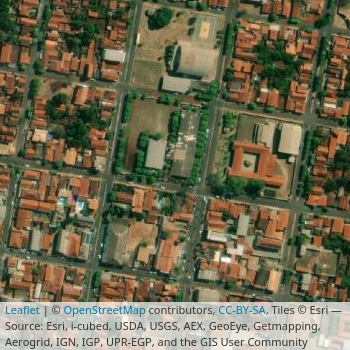 Leaflet | © OpenStreetMap contributors, CC-BY-SA, Tiles © Esri —
Source: Esri, i-cubed, USDA, USGS, AEX, GeoEye, Getmapping,
Aerogrid, IGN, IGP, UPR-EGP, and the GIS User Community